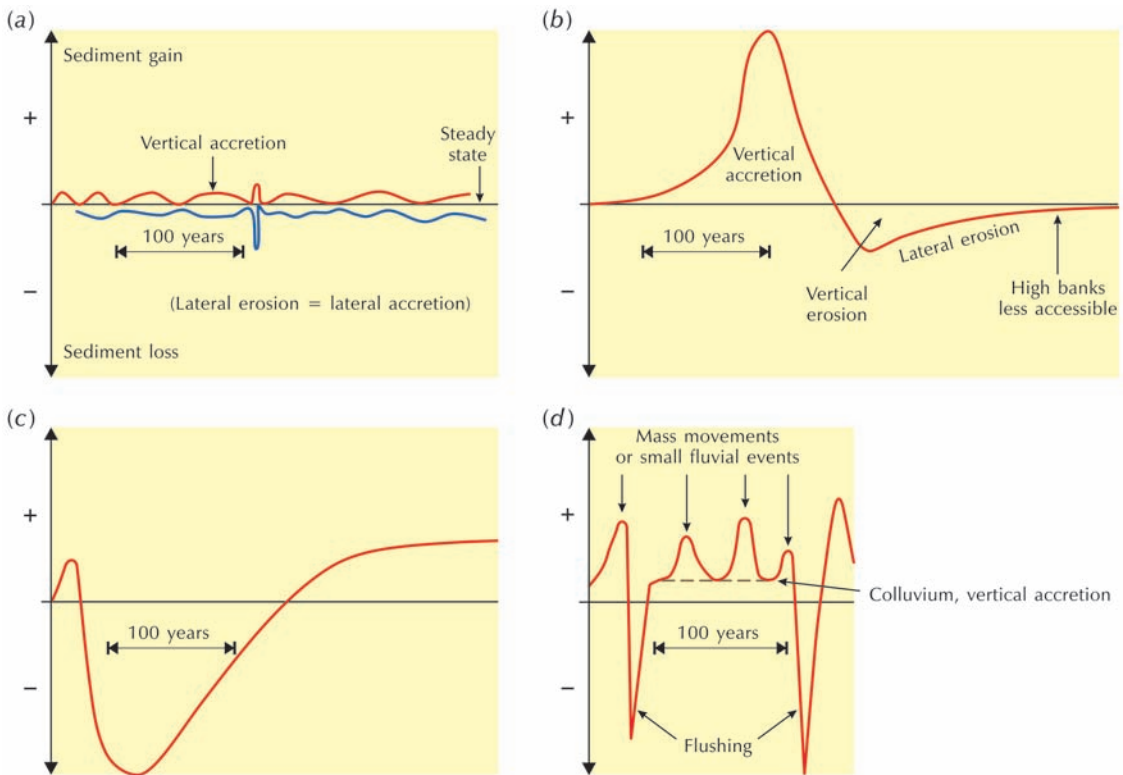 (a)
Sediment gain
+
Vertical accretion
Steady
state
100 years
–
(Lateral erosion = lateral accretion)
Sediment loss
(b)
+
Vertical
accretion
100 years
–
Vertical
erosion
Lateral erosion
High banks
less accessible
(c)
+
100 years
–
(d)
Mass movements
or small fluvial events
+
Colluvium, vertical accretion
100 years
–
Flushing